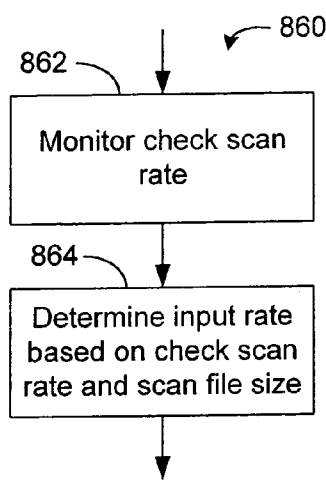 860
862
Monitor check scan
rate
864
Determine input rate
based on check scan
rate and scan file size